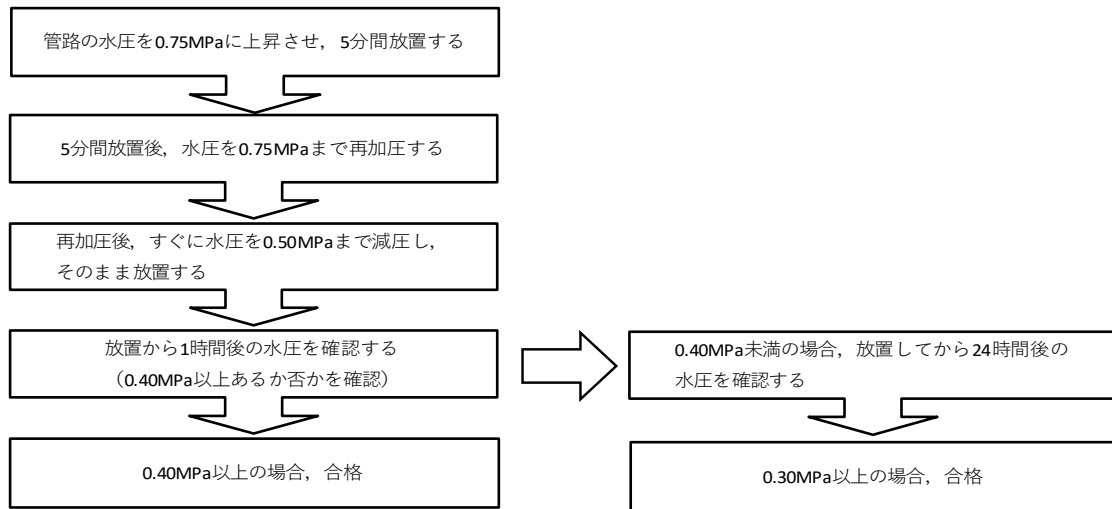 管路の水圧を0.75MPaに上昇させ，5分間放置する
5分間放置後，水圧を0.75MPaまで再加圧する
再加圧後，すぐに水圧を0.50MPaまで減圧し，
そのまま放置する
放置から1時間後の水圧を確認する
（0.40MPa以上あるか否かを確認）
0.40MPa以上の場合，合格
0.40MPa未満の場合，放置してから24時間後の
水圧を確認する
0.30MPa以上の場合，合格